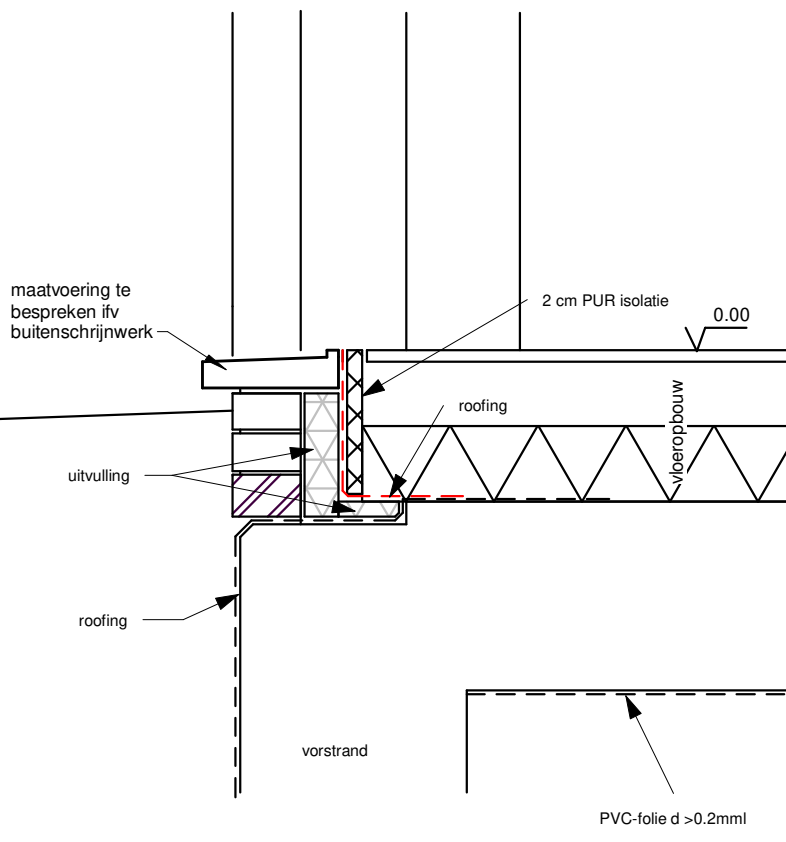 maatvoering te
bespreken ifv
buitenschrijnwerk
2 cm PUR isolatie
0.00
roofing
vloeropbouw
uitvulling
roofing
vorstrand
PVC-folie d >0.2mml